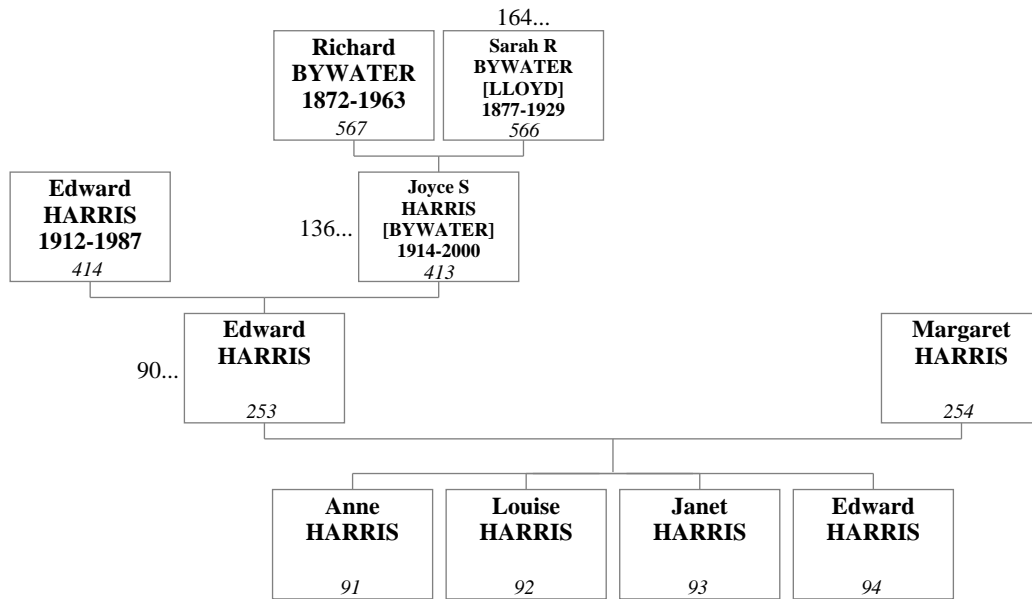 164...
Richard
BYWATER
1872-1963
567
Sarah R
BYWATER
[LLOYD]
1877-1929
566
Edward
HARRIS
1912-1987
414
136...
Joyce S
HARRIS
[BYWATER]
1914-2000
413
90...
Edward
HARRIS
253
Margaret
HARRIS
254
Anne
HARRIS
91
Louise
HARRIS
92
Janet
HARRIS
93
Edward
HARRIS
94